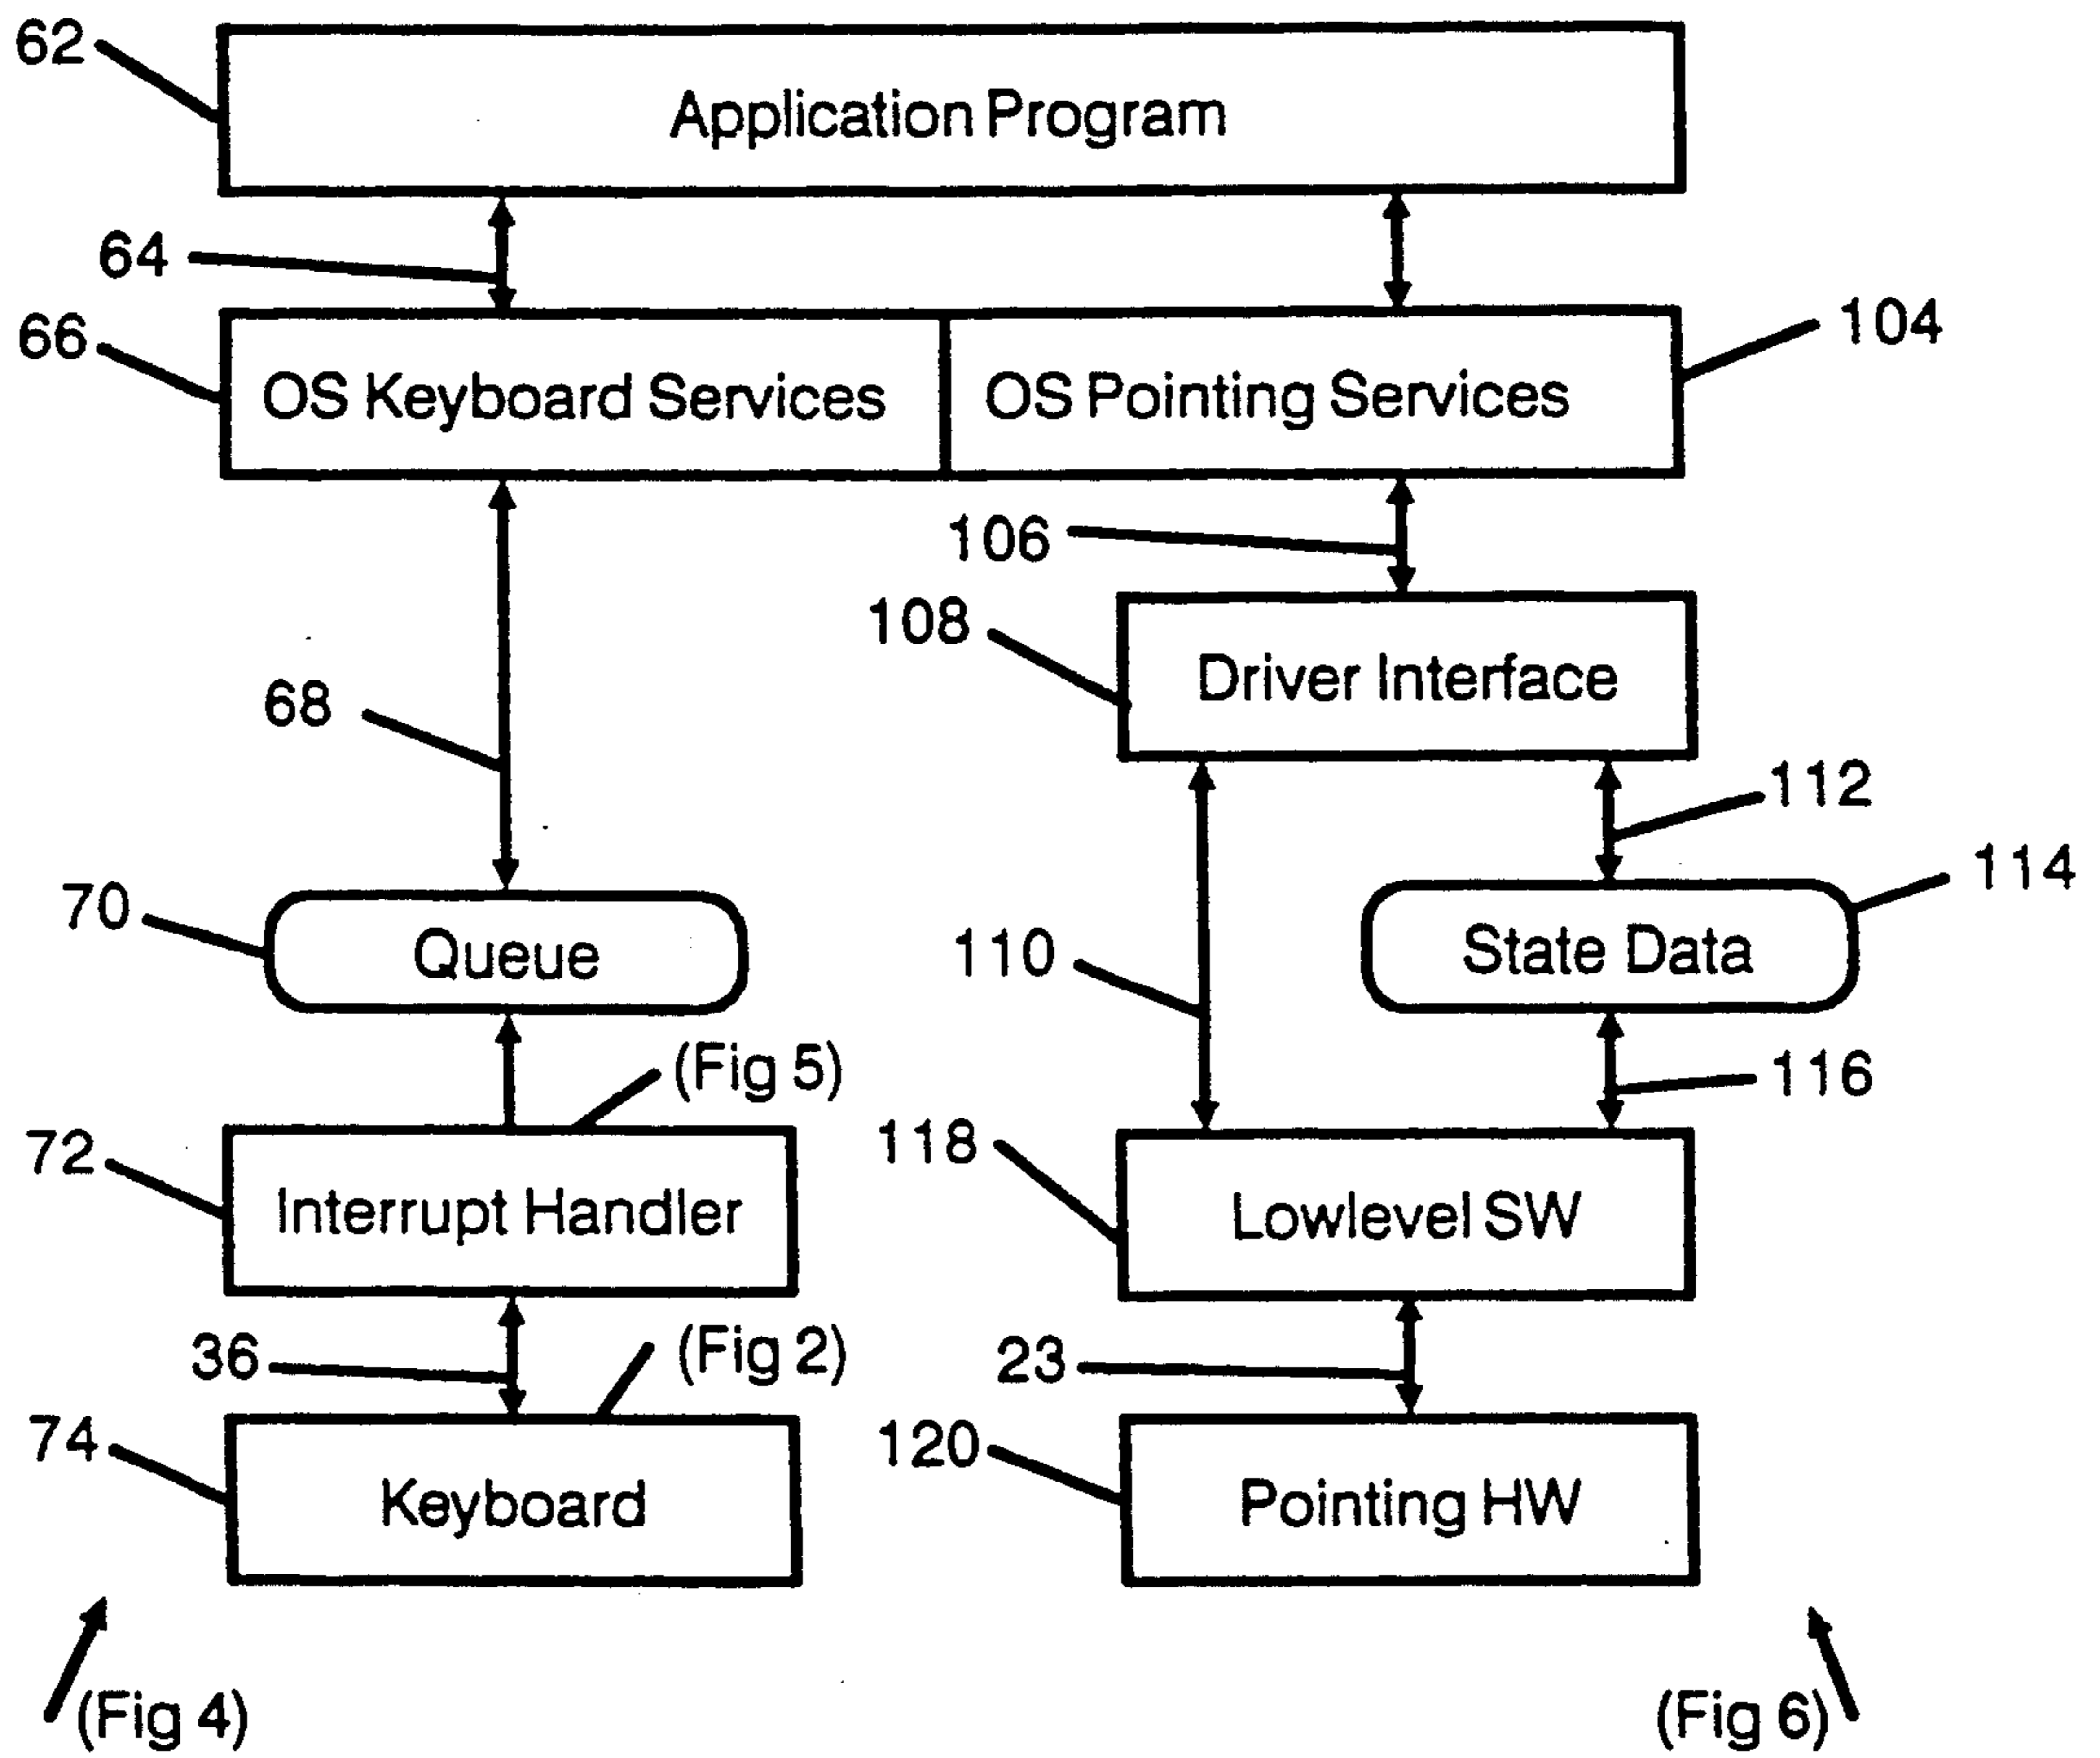 62
Application Program
64
66
OS Keyboard Services
OS Pointing Services
104
106
108
Driver Interface
68
112
114
70
Queue
110
State Data
(Fig 5)
116
72
118
Interrupt Handler
Lowlevel SW
36
(Fig 2)
23
74
120
Keyboard
Pointing HW
(Fig 4)
(Fig 6)